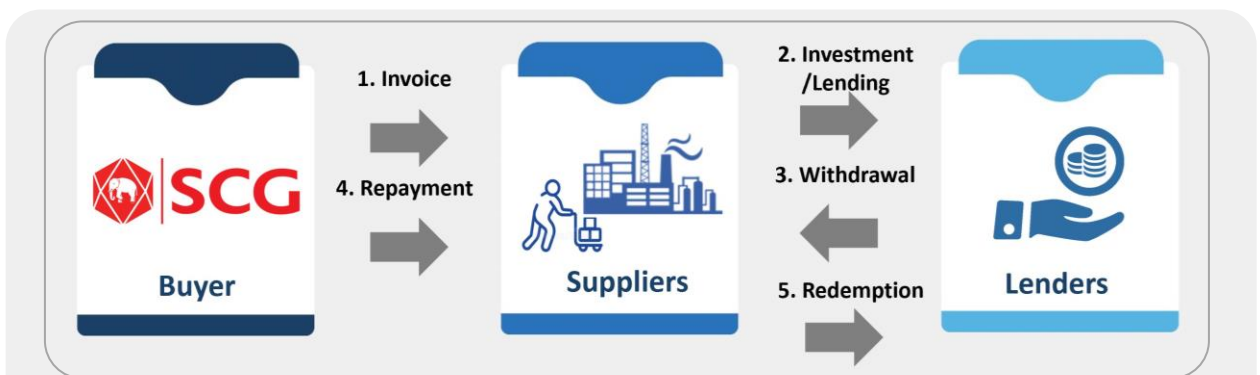 1. Invoice
4. Repayment
SCG
Buyer
Suppliers
2. Investment
/Lending
3. Withdrawal
5. Redemption
Lenders